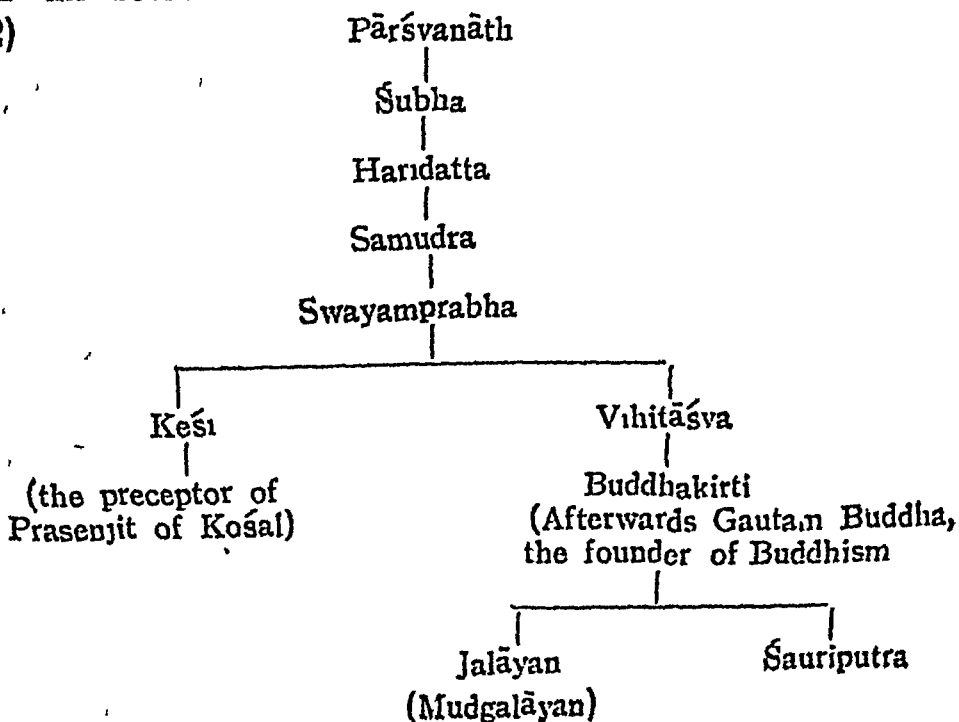 2)
Pārśvanāth
Śubha
Haridatta
Samudra
Swayamprabha
Keśi
Vihitāśva
(the preceptor of
Prasenjit of Kośal)
Buddhakirti
(Afterwards Gautam Buddha,
the founder of Buddhism
Jalāyan
Śauriputra
(Mudgalāyan)